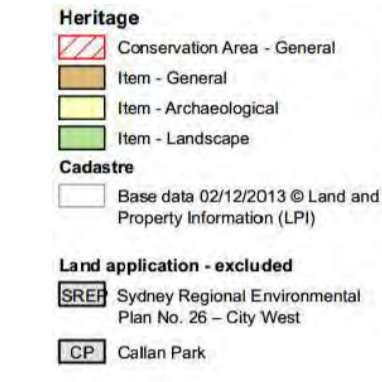 Heritage
Conservation Area - General
Item - General
Item - Archaeological
Item - Landscape
Cadastre
Base data 02/12/2013 © Land and
Property Information (LPI)
Land application - excluded
SREP Sydney Regional Environmental
Plan No. 26 – City West
CP Callan Park